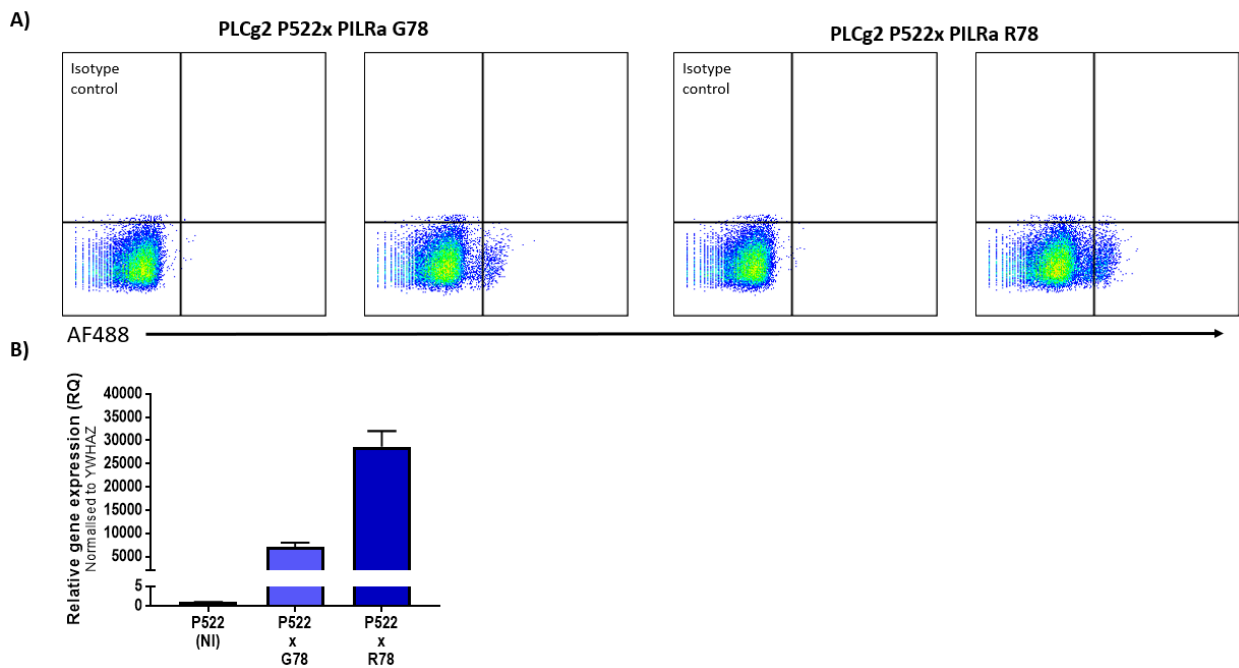 A)
PLCg2 P522x PILRa G78
PLCg2 P522x PILRa R78
Isotype
control
Isotype
control
AF488
B)
Relative gene expression (RQ)
Normalised to YWHAZ
40000
35000
30000
25000
20000
15000
10000
5000
5
0
P522
(NI)
P522
x
G78
P522
x
R78